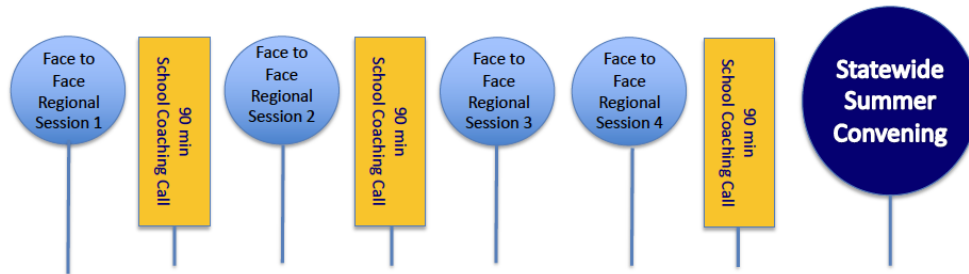 Face to
Face
Regional
Session 1
90 min
School Coaching Call
Face to
Face
Regional
Session 2
90 min
School Coaching Call
Face to
Face
Regional
Session 3
Face to
Face
Regional
Session 4
90 min
School Coaching Call
Statewide
Summer
Convening